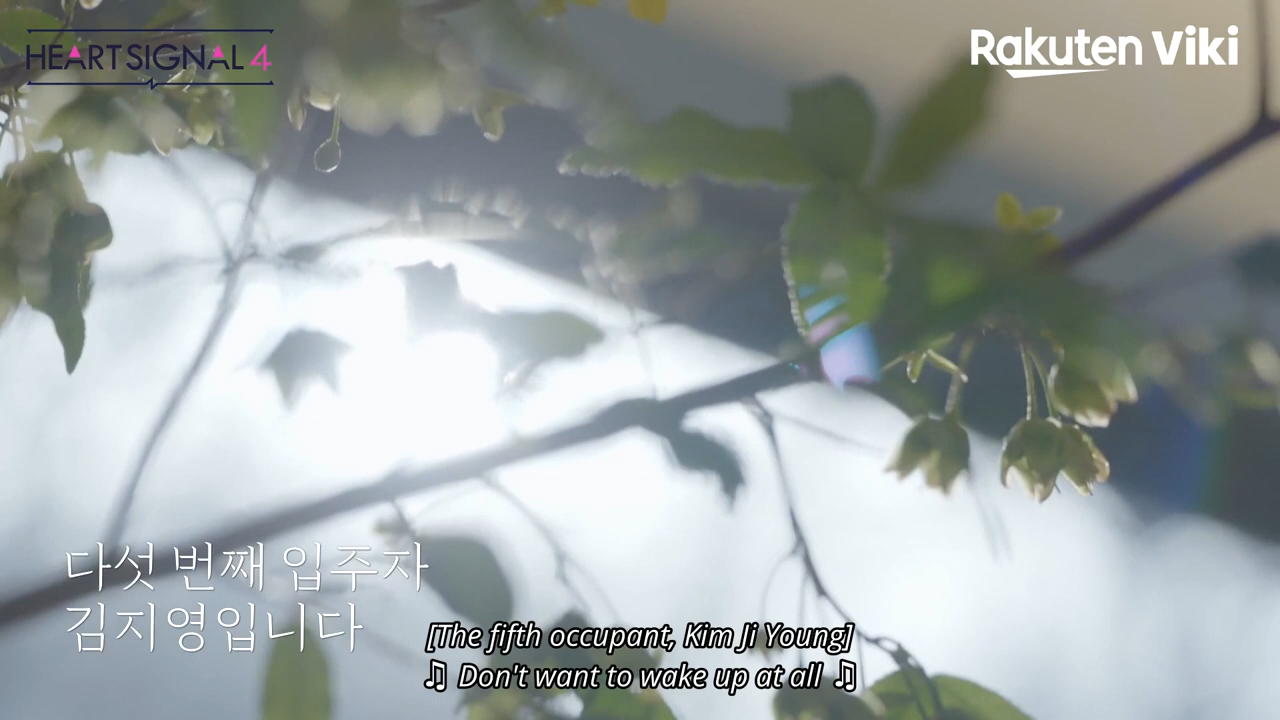 HEART SIGNAL 4
Rakuten Viki
다섯 번째 입주자
김지영입니다
[The fifth occupant, Kim Ji Young]
♫ Don't want to wake up at all ♫